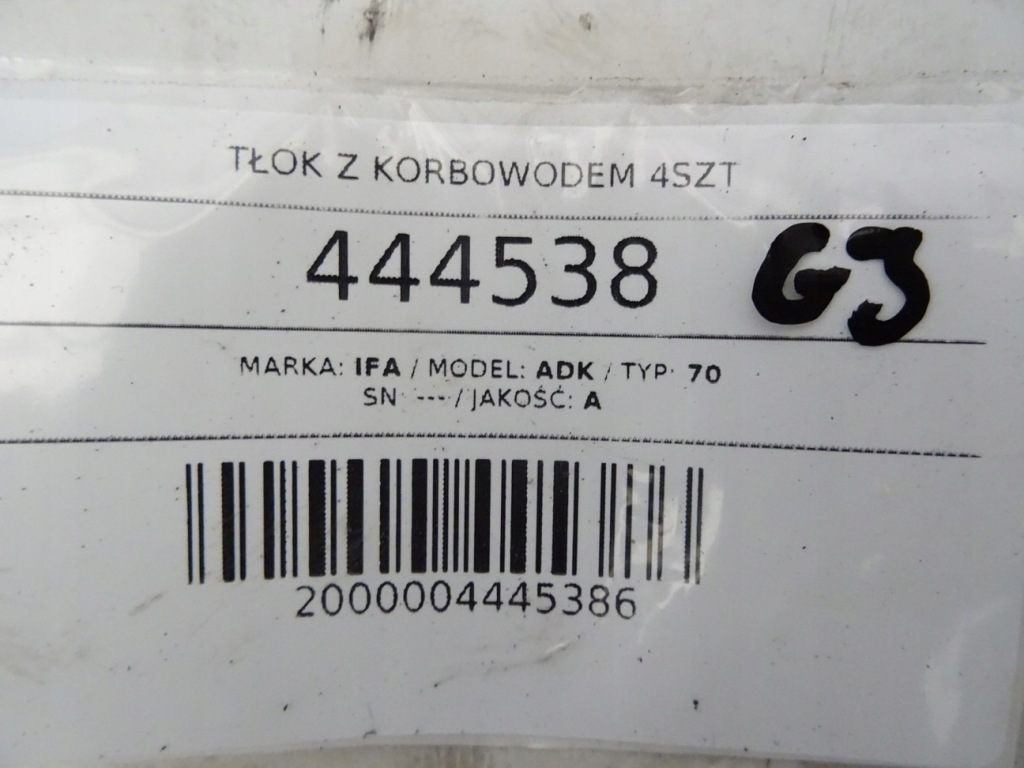 TŁOK Z KORBOWODEM 4SZT
444538 G3
MARKA: IFA / MODEL: ADK / TYP: 70
SN: --- / JAKOŚĆ: A
2000004445386